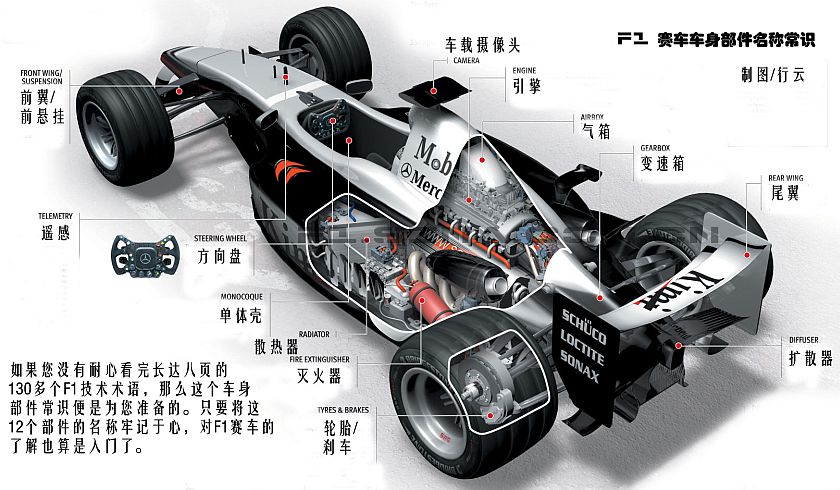 F1 赛车车身部件名称常识
制图/行云
车载摄像头
CAMERA
ENGINE
引擎
AIRBOX
气箱
GEARBOX
变速箱
REAR WING
尾翼
FRONT WING/
SUSPENSION
前翼/
前悬挂
TELEMETRY
遥感
STEERING WHEEL
方向盘
MONOCOQUE
单体壳
RADIATOR
散热器
FIRE EXTINGUISHER
灭火器
TYRES & BRAKES
轮胎/
刹车
DIFFUSER
扩散器
Mob
Merc
Kimi
SCHÜCO
LOCTITE
SONAX
如果您没有耐心看完长达八页的
130多个F1技术术语，那么这个车身
部件常识便是为您准备的。只要将这
12个部件的名称牢记于心，对F1赛车的
了解也算是入门了。